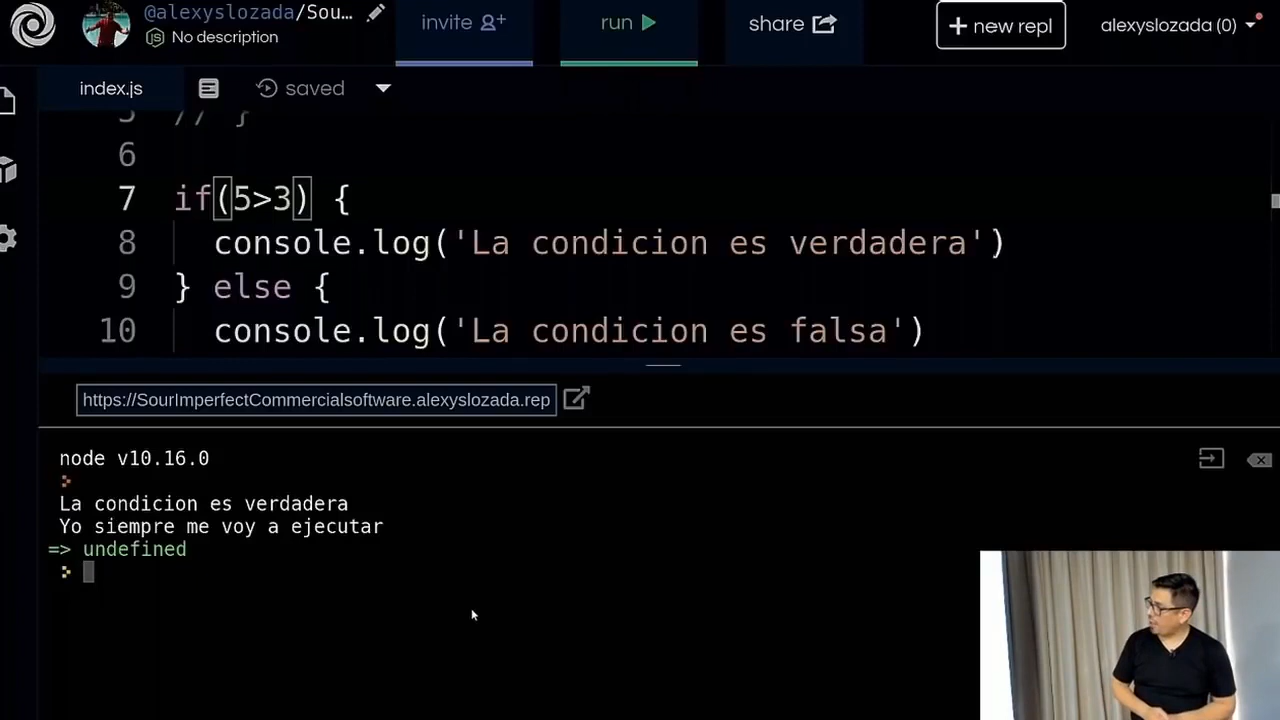 @alexyslozada/Sour...
No description
invite
run
share
+ new repl
alexyslozada (0)
index.js
saved
5 // }
6
7 if(5>3) {
8 console.log('La condicion es verdadera')
9 } else {
10 console.log('La condicion es falsa')
https://SourImperfectCommercialsoftware.alexyslozada.rep
node v10.16.0
La condicion es verdadera
Yo siempre me voy a ejecutar
=> undefined